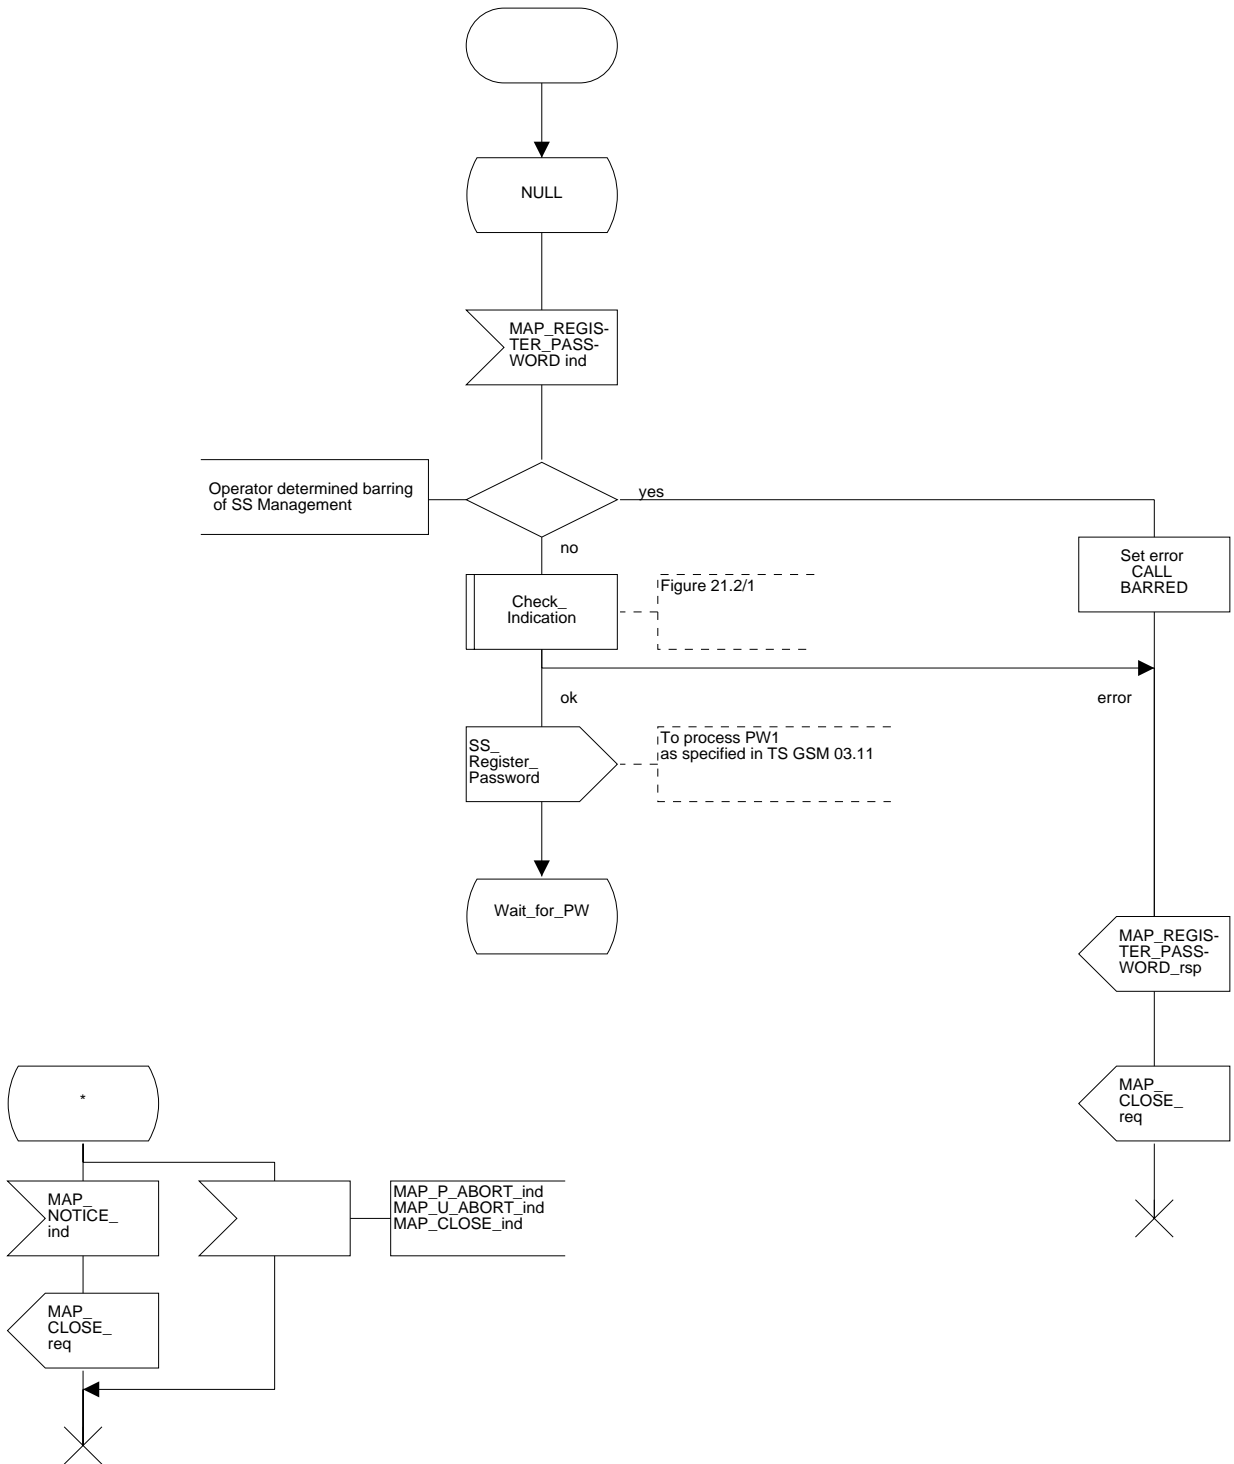 NULL
MAP_REGIS-
TER_PASS-
WORD ind
Operator determined barring
of SS Management
yes
no
Set error
CALL
BARRED
Check_
Indication
Figure 21.2/1
ok
error
SS_
Register_
Password
To process PW1
as specified in TS GSM 03.11
Wait_for_PW
MAP_REGIS-
TER_PASS-
WORD_rsp
MAP_
CLOSE_
req
*
MAP_
NOTICE_
ind
MAP_P_ABORT_ind
MAP_U_ABORT_ind
MAP_CLOSE_ind
MAP_
CLOSE_
req